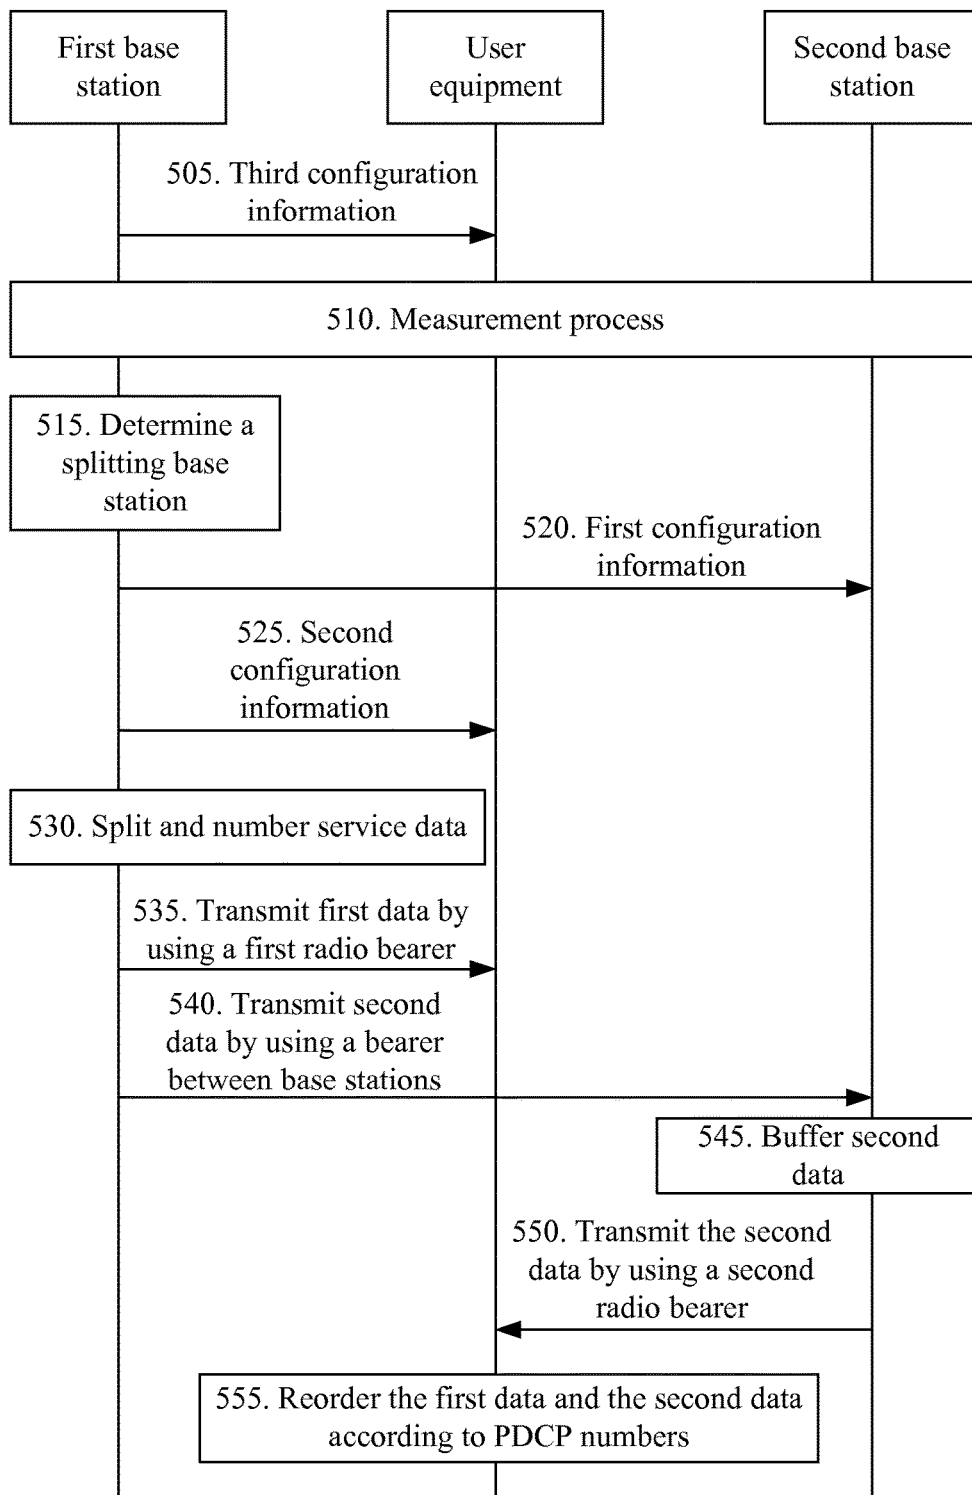 First base
station
User
equipment
Second base
station
505. Third configuration
information
510. Measurement process
515. Determine a
splitting base
station
520. First configuration
information
525. Second
configuration
information
530. Split and number service data
535. Transmit first data by
using a first radio bearer
540. Transmit second
data by using a bearer
between base stations
545. Buffer second
data
550. Transmit the second
data by using a second
radio bearer
555. Reorder the first data and the second data
according to PDCP numbers